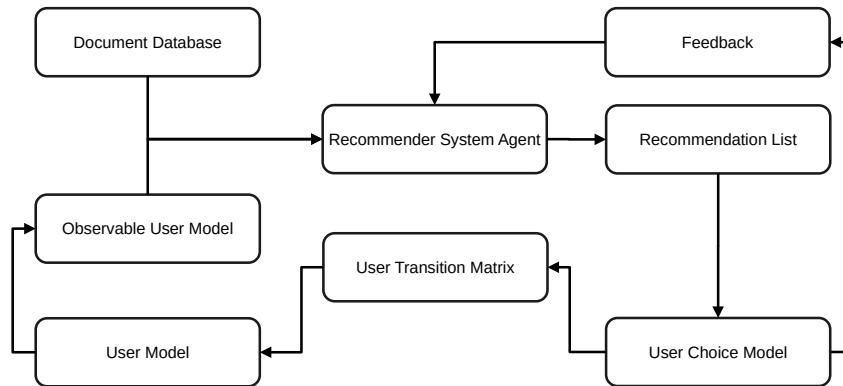 Document Database
Feedback
Recommender System Agent
Recommendation List
Observable User Model
User Transition Matrix
User Model
User Choice Model